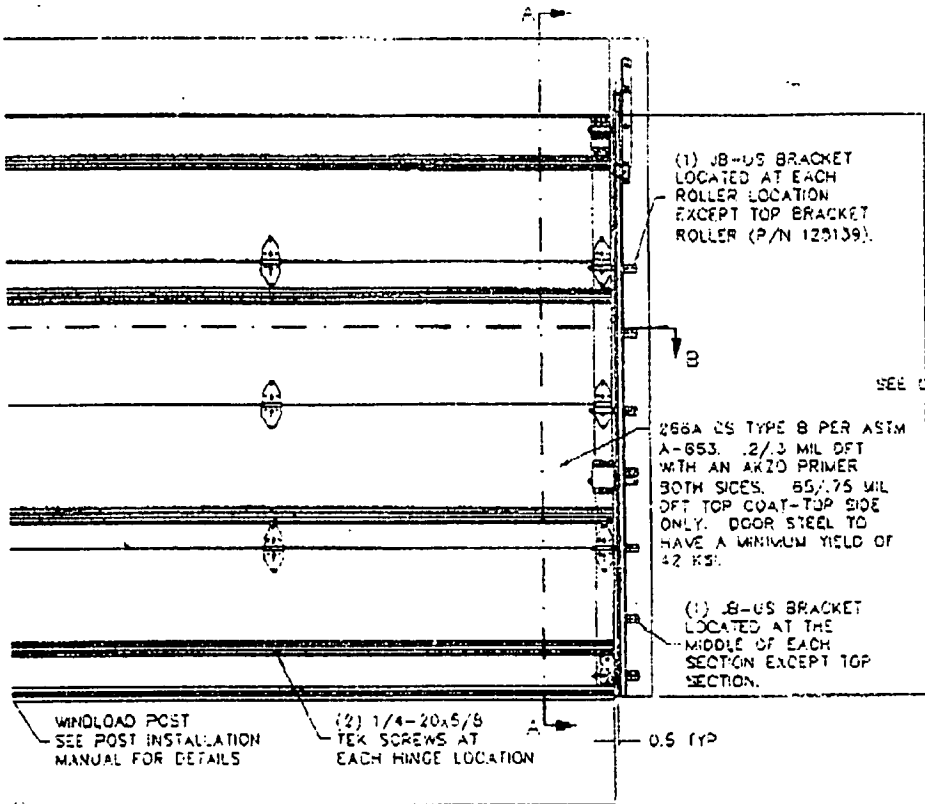 A
(1) JB-US BRACKET
LOCATED AT EACH
ROLLER LOCATION
EXCEPT TOP BRACKET
ROLLER (P/N 125139).
B
SEE
26GA CS TYPE B PER ASTM
A-653. .2/.3 MIL DFT
WITH AN AKZO PRIMER
BOTH SIDES. 65/.75 MIL
DFT TOP COAT-TOP SIDE
ONLY. DOOR STEEL TO
HAVE A MINIMUM YIELD OF
42 KSI.
(1) JB-US BRACKET
LOCATED AT THE
MIDDLE OF EACH
SECTION EXCEPT TOP
SECTION.
WINDLOAD POST
SEE POST INSTALLATION
MANUAL FOR DETAILS
(2) 1/4-20x5/8
TEK SCREWS AT
EACH HINGE LOCATION
A
0.5 TYP